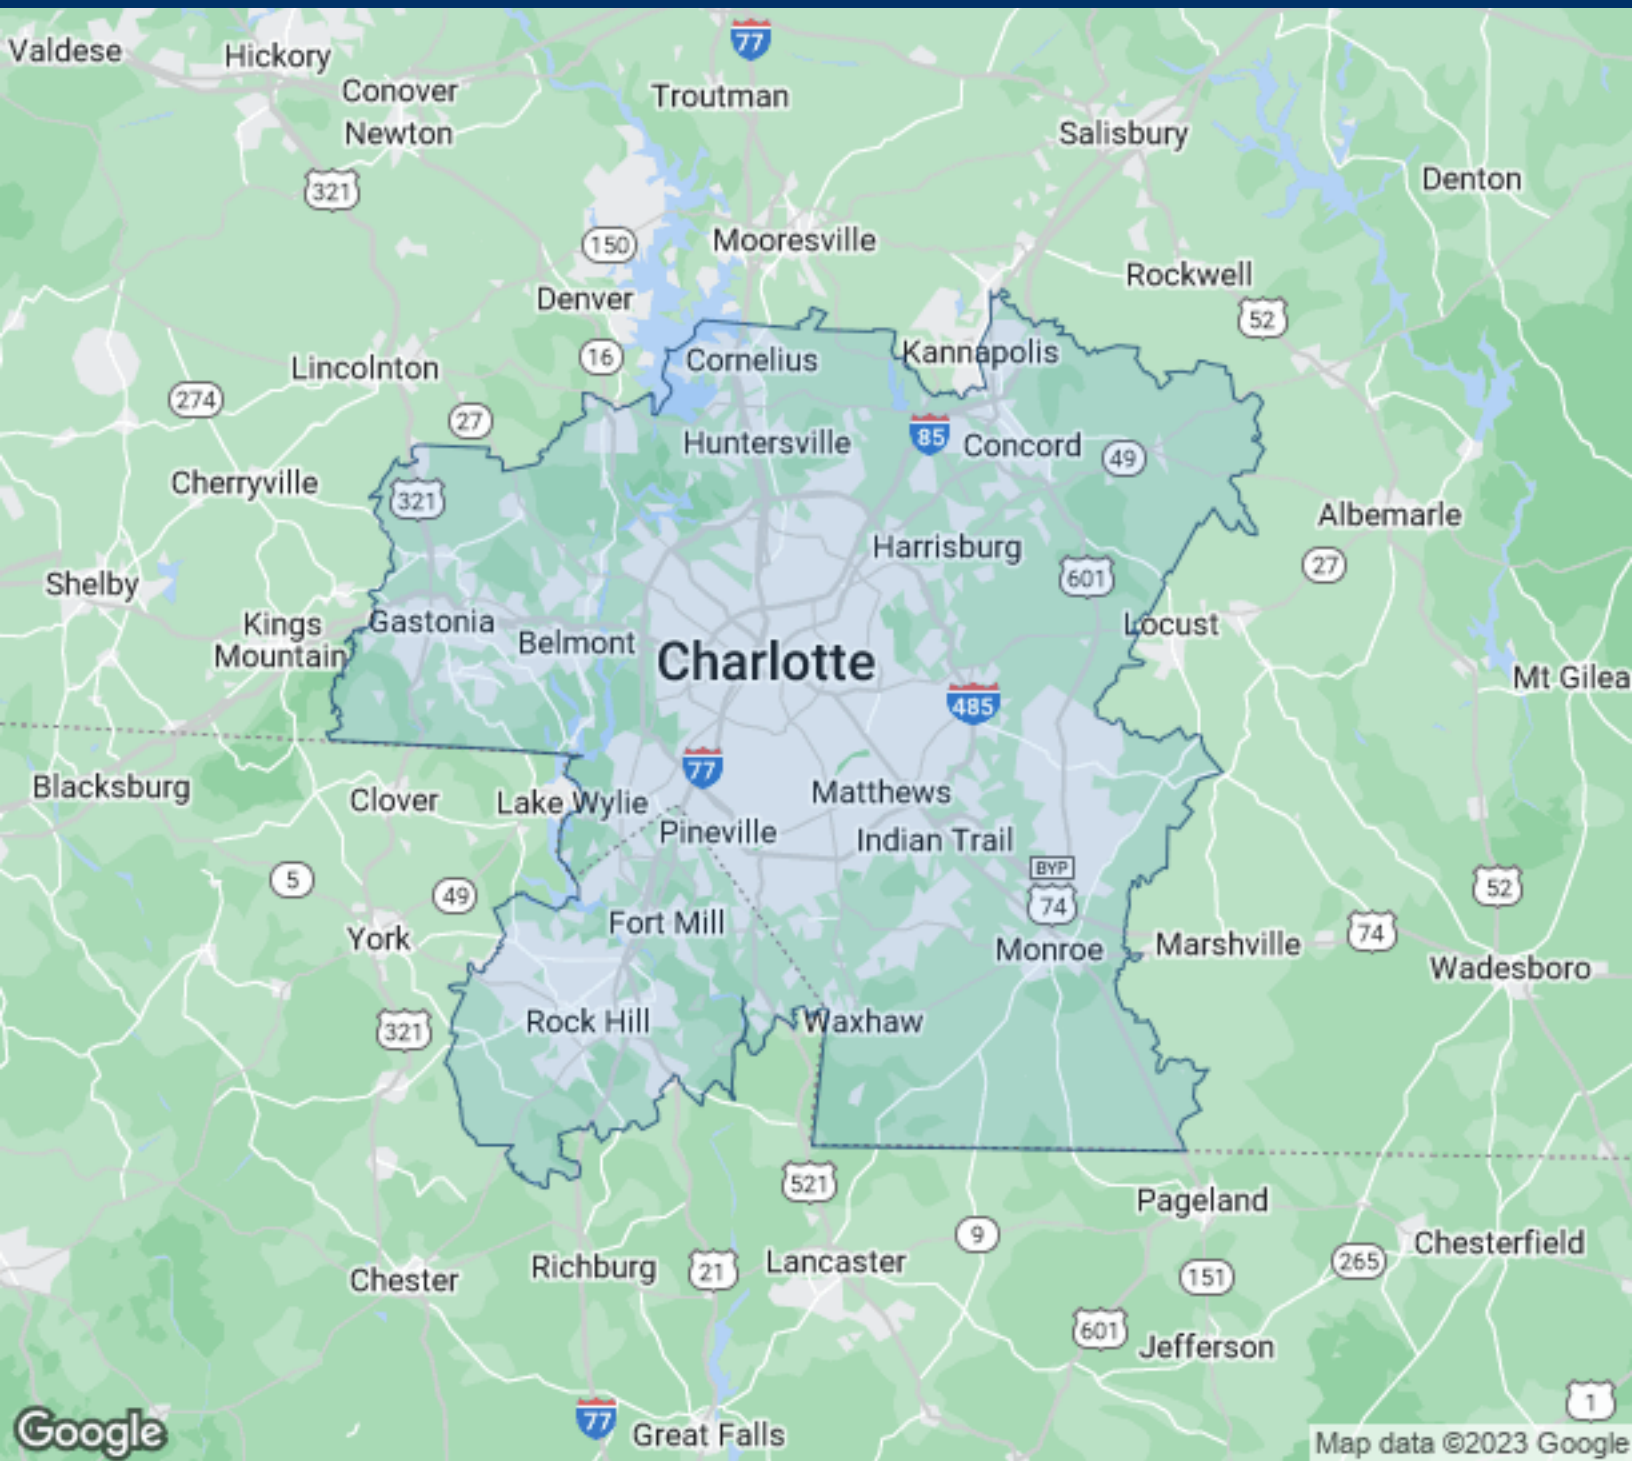 77
Valdese
Hickory
Conover
Troutman
Newton
Salisbury
Denton
321
150
Mooresville
Rockwell
Denver
52
16
Cornelius
Kannapolis
Lincolnton
274
27
85
Huntersville
Concord
49
Cherryville
321
Albemarle
Harrisburg
27
601
Shelby
Kings
Mountain
Gastonia
Belmont
Charlotte
Locust
Mt Gilea
485
77
Blacksburg
Clover
Lake Wylie
Matthews
Pineville
Indian Trail
BYP
74
5
49
52
York
Fort Mill
Monroe
Marshville
74
Wadesboro
321
Rock Hill
Waxhaw
521
Pageland
9
Chesterfield
265
Chester
Richburg
21
Lancaster
151
601
Jefferson
1
77
Great Falls
Google
Map data ©2023 Google